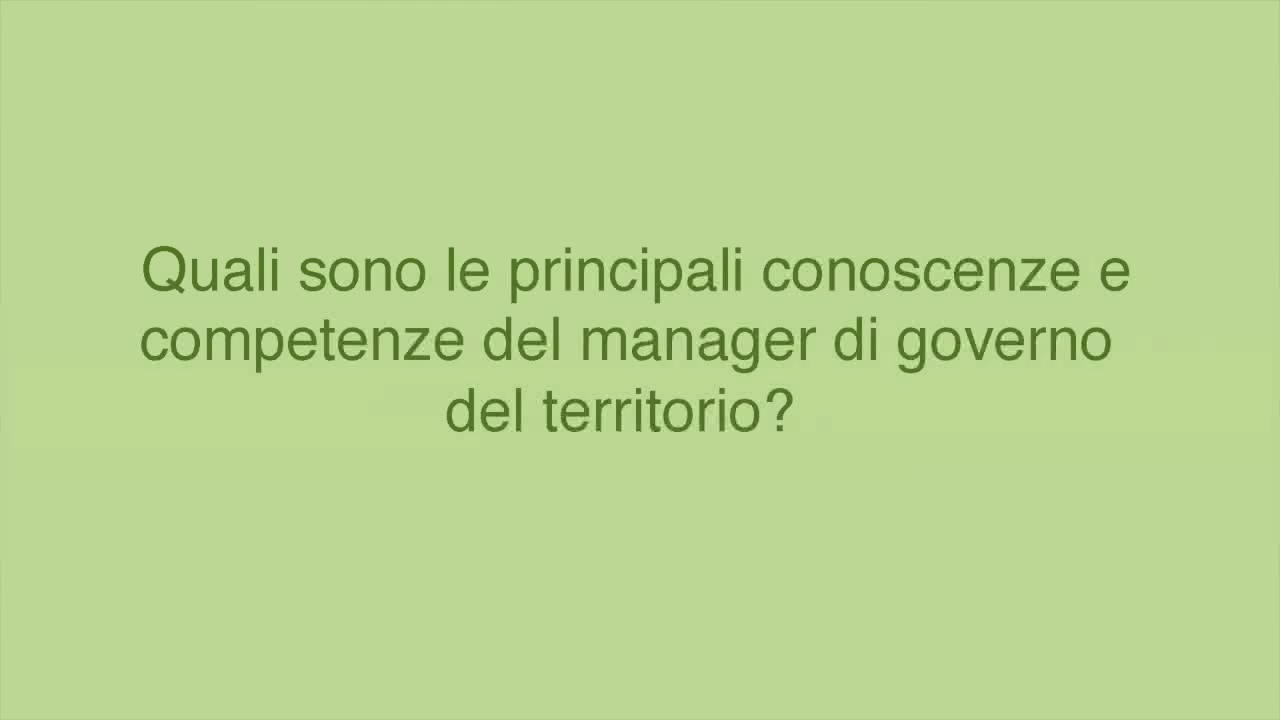 Quali sono le principali conoscenze e
competenze del manager di governo
del territorio?